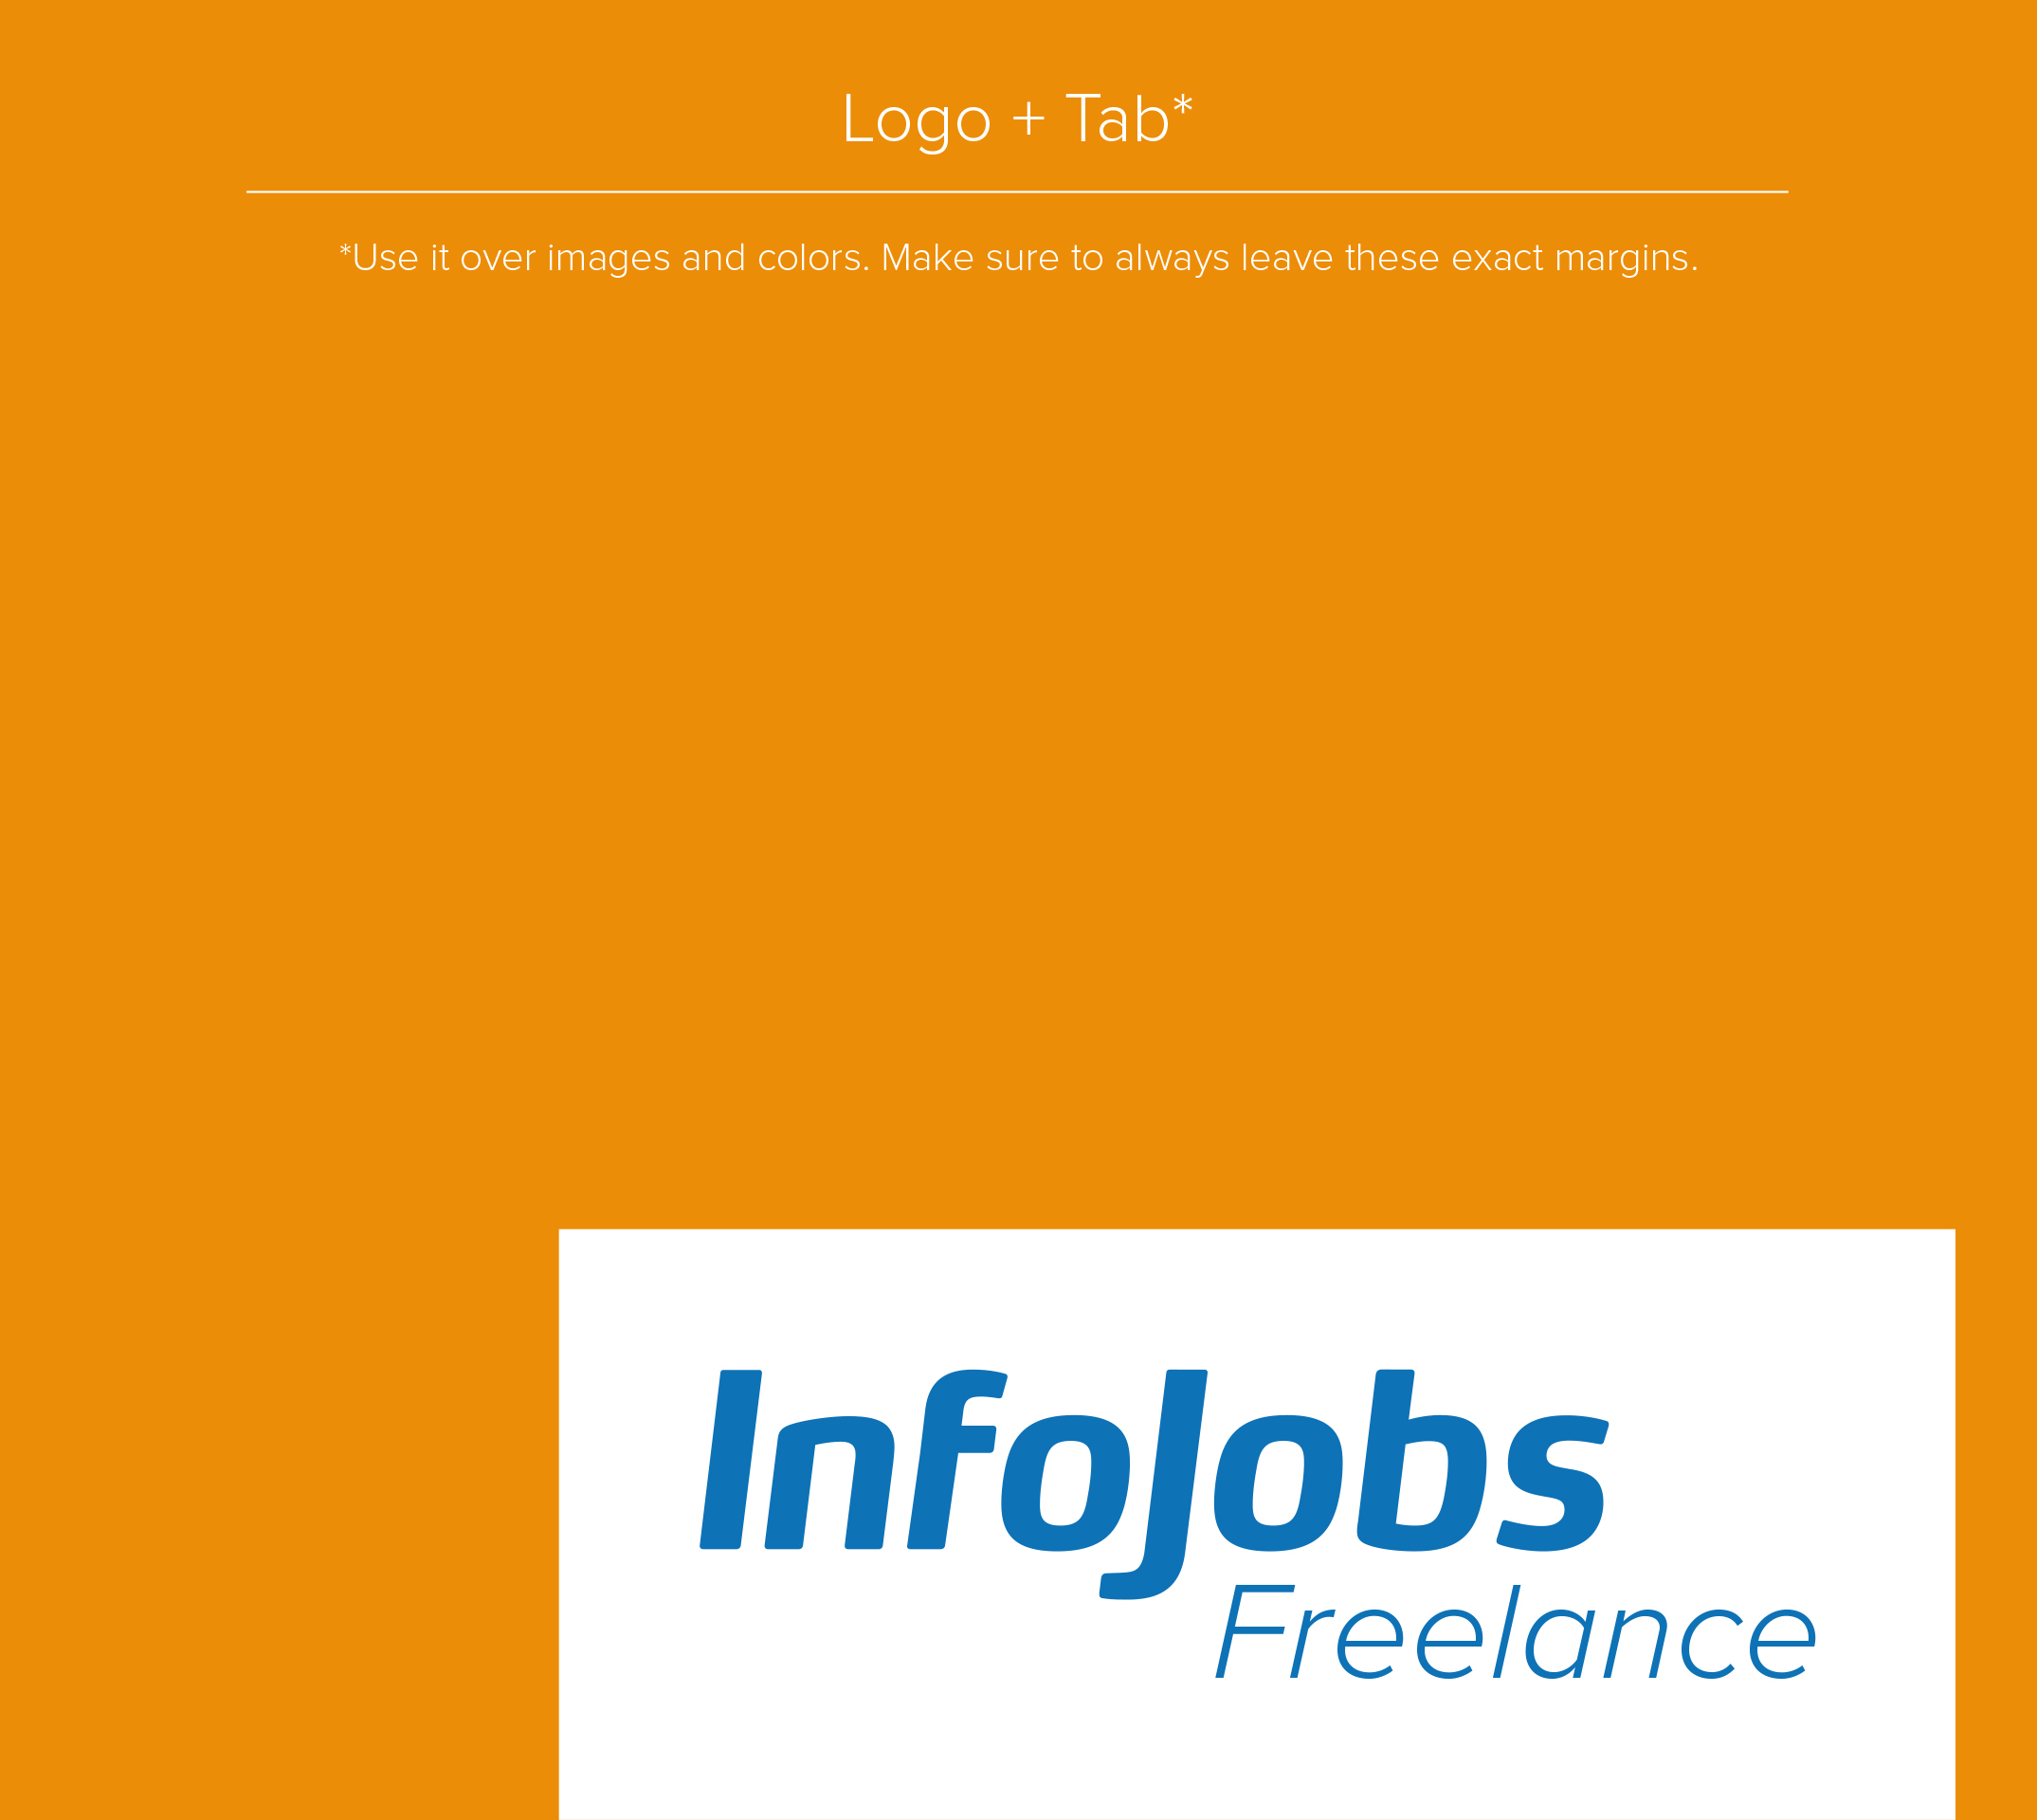 Logo + Tab*
*Use it over images and colors. Make sure to always leave these exact margins.
InfoJobs
Freelance